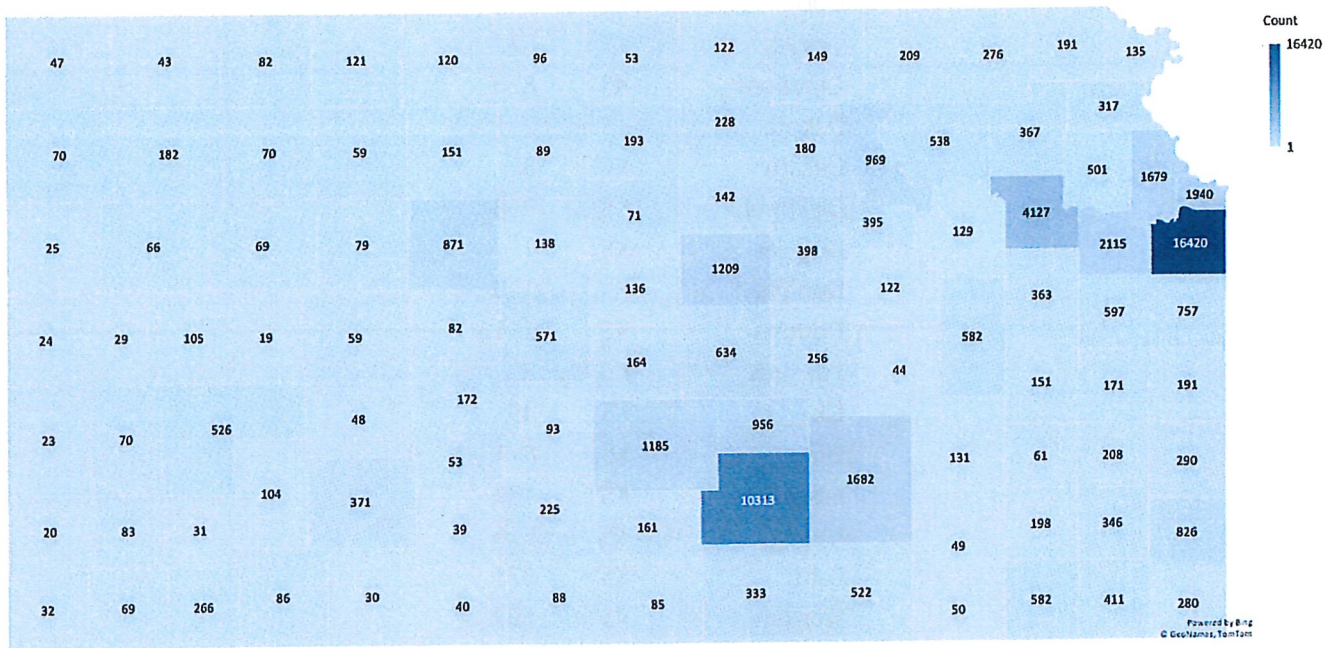 Count
16420
1
47 43 82 121 120 96 53 122 149 209 276 191 135
317
70 182 70 59 151 89 193 228 180 969 538 367 501 1679 1940
25 66 69 79 871 138 71 142 398 395 129 4127 2115 16420
136 1209 122 363 597 757
24 29 105 19 59 82 571 164 634 256 44 582 151 171 191
23 70 526 48 172 53 93 1185 956 1682 131 61 208 290
20 83 31 104 371 39 225 161 10313 49 198 346 826
32 69 266 86 30 40 88 85 333 522 50 582 411 280
Powered by Bing
© GeoNames, TomTom